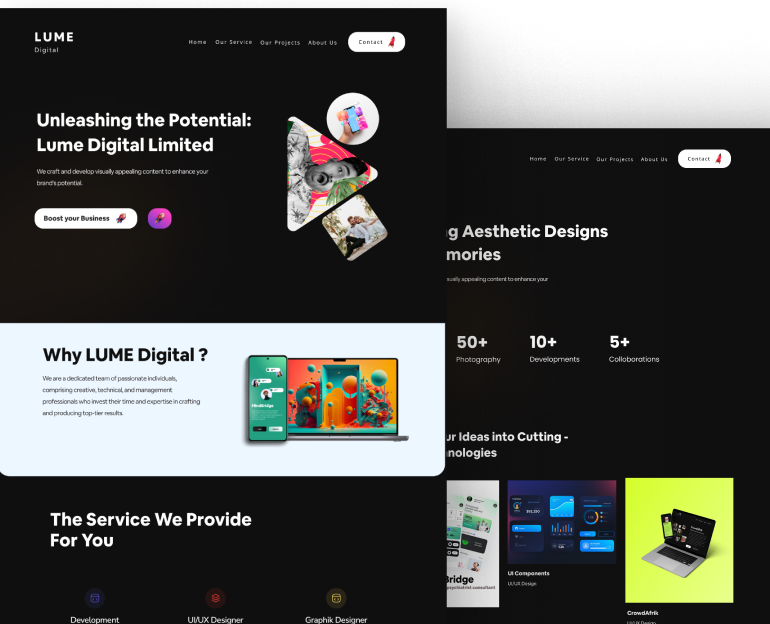 LUME
Digital
Home
Our Service
Our Projects
About Us
Contact
Unleashing the Potential:
Lume Digital Limited
We craft and develop visually appealing content to enhance your
brand's potential.
Boost your Business
Why LUME Digital ?
We are a dedicated team of passionate individuals,
comprising creative, technical, and management
professionals who invest their time and expertise in crafting
and producing top-tier results.
MindBridge
The Service We Provide
For You
Development
UI/UX Designer
Graphik Designer
Home
Our Service
Our Projects
About Us
Contact
g Aesthetic Designs
mories
sually appealing content to enhance your
50+
Photography
10+
Developments
5+
Colloborations
ur Ideas into Cutting -
nologies
Bridge
psychiatrist consultant
UI Components
UI/UX Design
CrowdAfrik
UI/UX Design